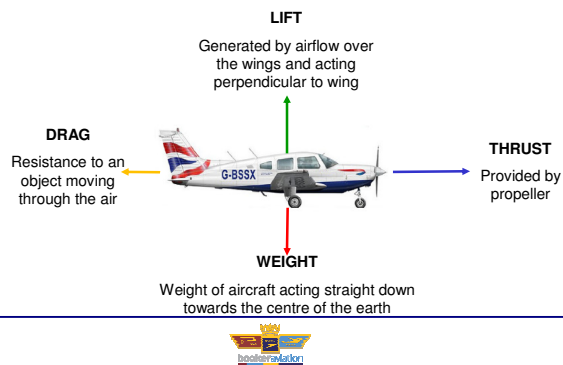 LIFT
Generated by airflow over
the wings and acting
perpendicular to wing
DRAG
Resistance to an
object moving
through the air
G-BSSX
THRUST
Provided by
propeller
WEIGHT
Weight of aircraft acting straight down
towards the centre of the earth
bookeraviation